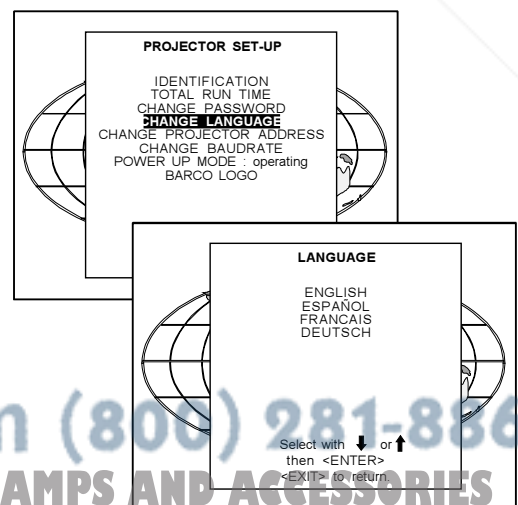 PROJECTOR SET-UP
IDENTIFICATION
TOTAL RUN TIME
CHANGE PASSWORD
CHANGE LANGUAGE
CHANGE PROJECTOR ADDRESS
CHANGE BAUDRATE
POWER UP MODE : operating
BARCO LOGO
LANGUAGE
ENGLISH
ESPAÑOL
FRANCAIS
DEUTSCH
Select with ⬇ or ⬆
then <ENTER>
<EXIT> to return.
(800) 281-886
AMPS AND ACCESSORIES